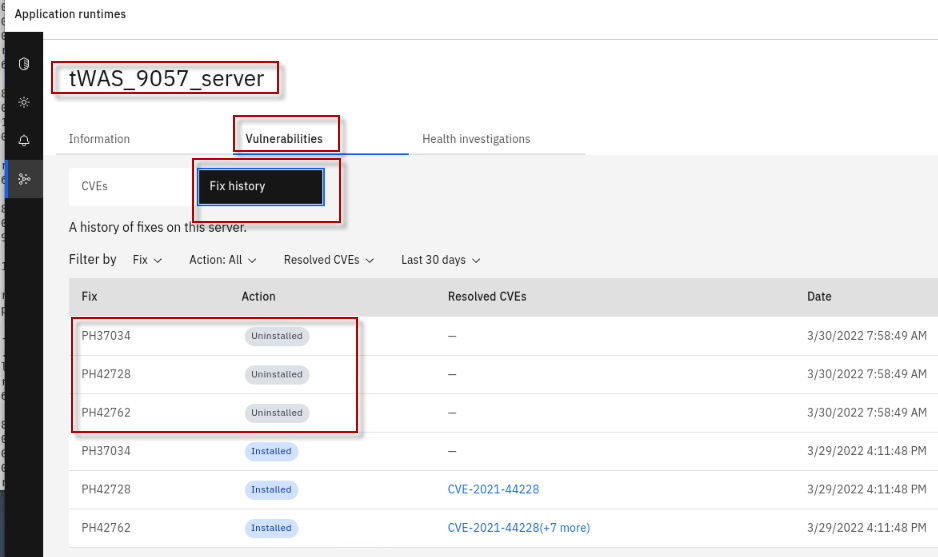 Application runtimes
tWAS_9057_server
Information Vulnerabilities Health investigations
CVEs Fix history
A history of fixes on this server.
Filter by Fix Action: All Resolved CVEs Last 30 days
Fix Action Resolved CVEs Date
PH37034 Uninstalled — 3/30/2022 7:58:49 AM
PH42728 Uninstalled — 3/30/2022 7:58:49 AM
PH42762 Uninstalled — 3/30/2022 7:58:49 AM
PH37034 Installed — 3/29/2022 4:11:48 PM
PH42728 Installed CVE-2021-44228 3/29/2022 4:11:48 PM
PH42762 Installed CVE-2021-44228(+7 more) 3/29/2022 4:11:48 PM